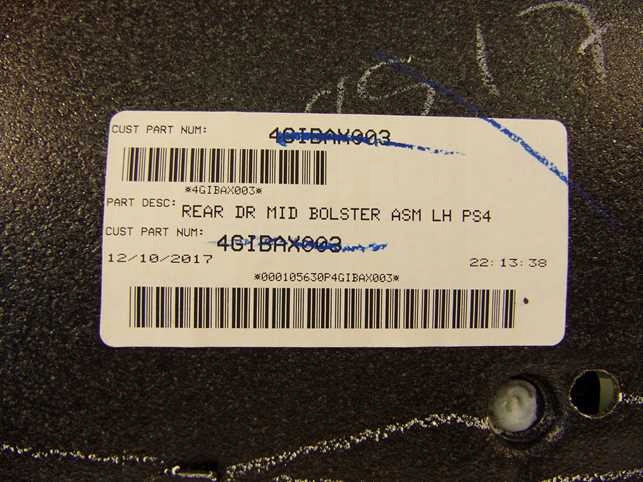 CUST PART NUM: 4GIBAX003
*4GIBAX003*
PART DESC: REAR DR MID BOLSTER ASM LH PS4
CUST PART NUM: 4GIBAX003
12/10/2017 22:13:38
*000105630P4GIBAX003*